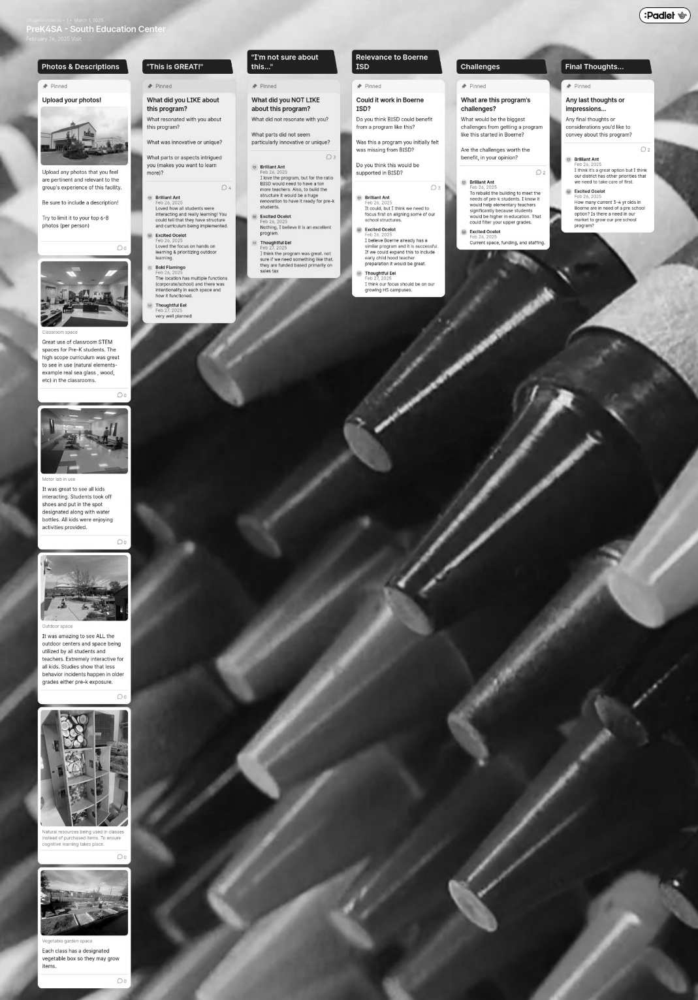 March 1, 2025
PreK4SA - South Education Center
February 26, 2025 Visit
:Padlet
Photos & Descriptions
Pinned
Upload your photos!
Upload any photos that you feel
are pertinent and relevant to the
group's experience of this facility.
Be sure to include a description!
Try to limit it to your top 6-8
photos (per person)
0
Classroom space
Great use of classroom STEM
spaces for Pre-K students. The
high scope curriculum was great
to see in use (natural elements-
example real sea glass , wood,
etc) in the classrooms.
0
Motor lab in use
It was great to see all kids
interacting. Students took off
shoes and put in the spot
designated along with water
bottles. All kids were enjoying
activities provided.
0
Outdoor space
It was amazing to see ALL the
outdoor centers and space being
utilized by all students and
teachers. Extremely interactive for
all kids. Studies show that less
behavior incidents happen in older
grades either pre-k exposure.
0
Natural resources being used in classes
instead of purchased items. To ensure
cognitive learning takes place.
0
Vegetable garden space
Each class has a designated
vegetable box so they may grow
items.
0
"This is GREAT!"
Pinned
What did you LIKE about
this program?
What resonated with you about
this program?
What was innovative or unique?
What parts or aspects intrigued
you (makes you want to learn
more)?
4
Brilliant Ant
Feb 26, 2025
Loved how all students were
interacting and really learning! You
could tell that they have structure
and curriculum being implemented.
Excited Ocelot
Feb 26, 2025
Loved the focus on hands on
learning & prioritizing outdoor
learning.
Bold Flamingo
Feb 26, 2025
The location has multiple functions
(corporate/school) and there was
intentionality in each space and
how it functioned.
Thoughtful Eel
Feb 27, 2025
very well planned
"I'm not sure about
this..."
Pinned
What did you NOT LIKE
about this program?
What did not resonate with you?
What parts did not seem
particularly innovative or unique?
3
Brilliant Ant
Feb 26, 2025
I love the program, but for the ratio
BISD would need to have a ton
more teachers. Also, to build the
structure it would be a huge
renovation to have it ready for pre-k
students.
Excited Ocelot
Feb 26, 2025
Nothing, I believe it is an excellent
program.
Thoughtful Eel
Feb 27, 2025
I think the program was great. not
sure if we need something like that.
they are funded based primarily on
sales tax
Relevance to Boerne
ISD
Pinned
Could it work in Boerne
ISD?
Do you think BISD could benefit
from a program like this?
Was this a program you initially felt
was missing from BISD?
Do you think this would be
supported in BISD?
3
Brilliant Ant
Feb 26, 2025
It could, but I think we need to
focus first on aligning some of our
school structures.
Excited Ocelot
Feb 26, 2025
I believe Boerne already has a
similar program and it is successful.
If we could expand this to include
early child hood teacher
preparation it would be great.
Thoughtful Eel
Feb 27, 2025
I think our focus should be on our
growing HS campuses.
Challenges
Pinned
What are this program's
challenges?
What would be the biggest
challenges from getting a program
like this started in Boerne?
Are the challenges worth the
benefit, in your opinion?
2
Brilliant Ant
Feb 26, 2025
To rebuild the building to meet the
needs of pre-k students. I know it
would help elementary teachers
significantly because students
would be higher in education. That
could filter your upper grades.
Excited Ocelot
Feb 26, 2025
Current space, funding, and staffing.
Final Thoughts...
Pinned
Any last thoughts or
impressions...
Any final thoughts or
considerations you'd like to
convey about this program?
2
Brilliant Ant
Feb 26, 2025
I think it's a great option but I think
our district has other priorities that
we need to take care of first.
Excited Ocelot
Feb 26, 2025
How many current 3-4 yr olds in
Boerne are in need of a pre school
option? Is there a need in our
market to grow our pre school
program?